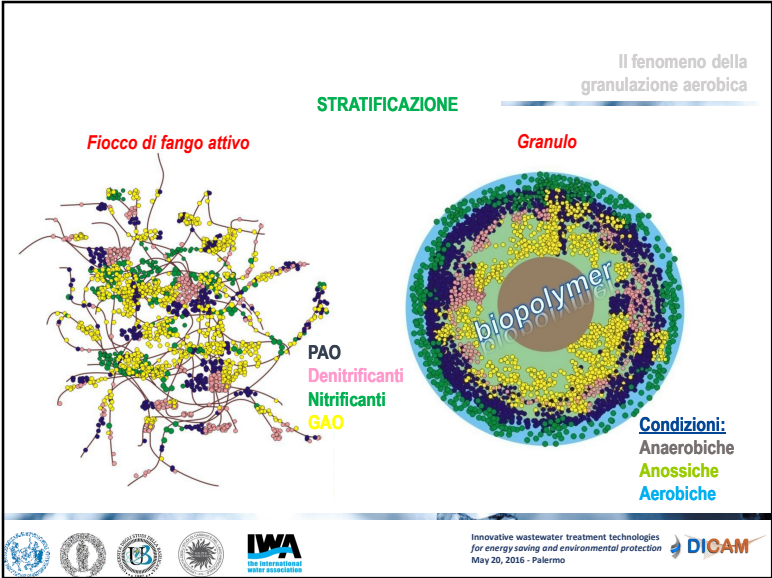 Il fenomeno della
granulazione aerobica
STRATIFICAZIONE
Fiocco di fango attivo
Granulo
biopolymer
PAO
Denitrificanti
Nitrificanti
GAO
Condizioni:
Anaerobiche
Anossiche
Aerobiche
IWA
the international
water association
Innovative wastewater treatment technologies
for energy saving and environmental protection
May 20, 2016 - Palermo
DICAM